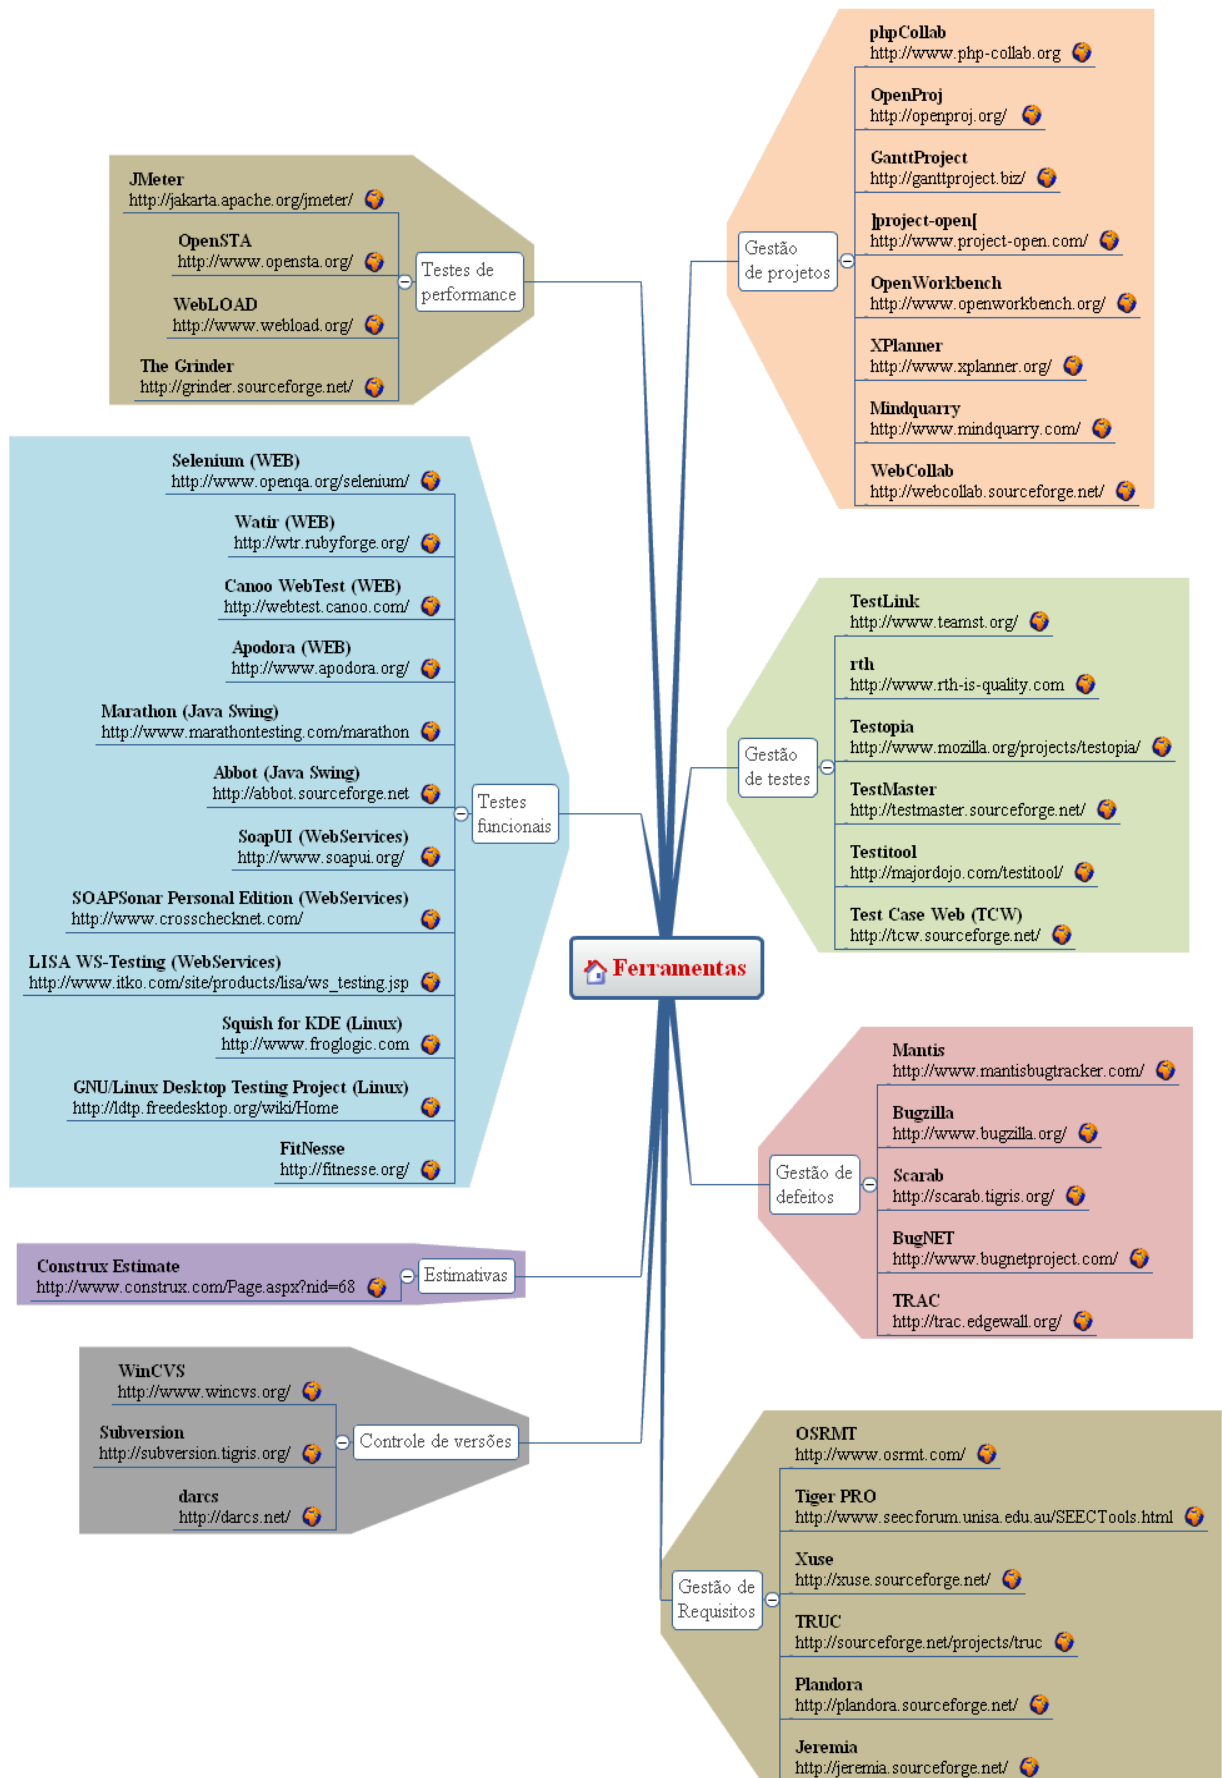 Ferramentas
Testes de
performance
JMeter
http://jakarta.apache.org/jmeter/
OpenSTA
http://www.opensta.org/
WebLOAD
http://www.webload.org/
The Grinder
http://grinder.sourceforge.net/
Testes
funcionais
Selenium (WEB)
http://www.openqa.org/selenium/
Watir (WEB)
http://wtr.rubyforge.org/
Canoo WebTest (WEB)
http://webtest.canoo.com/
Apodora (WEB)
http://www.apodora.org/
Marathon (Java Swing)
http://www.marathontesting.com/marathon
Abbot (Java Swing)
http://abbot.sourceforge.net
SoapUI (WebServices)
http://www.soapui.org/
SOAPSonar Personal Edition (WebServices)
http://www.crosschecknet.com/
LISA WS-Testing (WebServices)
http://www.itko.com/site/products/lisa/ws_testing.jsp
Squish for KDE (Linux)
http://www.froglogic.com
GNU/Linux Desktop Testing Project (Linux)
http://ldtp.freedesktop.org/wiki/Home
FitNesse
http://fitnesse.org/
Estimativas
Construx Estimate
http://www.construx.com/Page.aspx?nid=68
Controle de versões
WinCVS
http://www.wincvs.org/
Subversion
http://subversion.tigris.org/
darcs
http://darcs.net/
Gestão
de projetos
phpCollab
http://www.php-collab.org
OpenProj
http://openproj.org/
GanttProject
http://ganttproject.biz/
]project-open[
http://www.project-open.com/
OpenWorkbench
http://www.openworkbench.org/
XPlanner
http://www.xplanner.org/
Mindquarry
http://www.mindquarry.com/
WebCollab
http://webcollab.sourceforge.net/
Gestão
de testes
TestLink
http://www.teamst.org/
rth
http://www.rth-is-quality.com
Testopia
http://www.mozilla.org/projects/testopia/
TestMaster
http://testmaster.sourceforge.net/
Testitool
http://majordojo.com/testitool/
Test Case Web (TCW)
http://tcw.sourceforge.net/
Gestão de
defeitos
Mantis
http://www.mantisbugtracker.com/
Bugzilla
http://www.bugzilla.org/
Scarab
http://scarab.tigris.org/
BugNET
http://www.bugnetproject.com/
TRAC
http://trac.edgewall.org/
Gestão de
Requisitos
OSRMT
http://www.osrmt.com/
Tiger PRO
http://www.seecforum.unisa.edu.au/SEECTools.html
Xuse
http://xuse.sourceforge.net/
TRUC
http://sourceforge.net/projects/truc
Plandora
http://plandora.sourceforge.net/
Jeremia
http://jeremia.sourceforge.net/